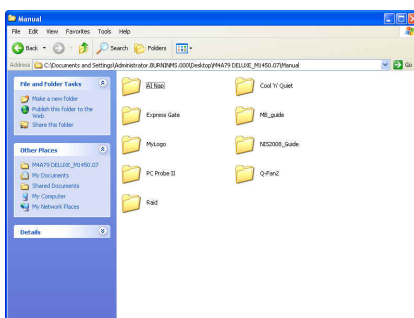 Manual
File Edit View Favorites Tools Help
Back Search Folders
Address C:\Documents and Settings\Administrator.BURNINMS.000\Desktop\M4A79 DELUXE_M1450.07\Manual Go
File and Folder Tasks
Make a new folder
Publish this folder to the
Web
Share this folder
Other Places
M4A79 DELUXE_M1450.07
My Documents
Shared Documents
My Computer
My Network Places
Details
AI Nap
Cool 'n' Quiet
Express Gate
MB_guide
MyLogo
NIS2008_Guide
PC Probe II
Q-Fan2
Raid